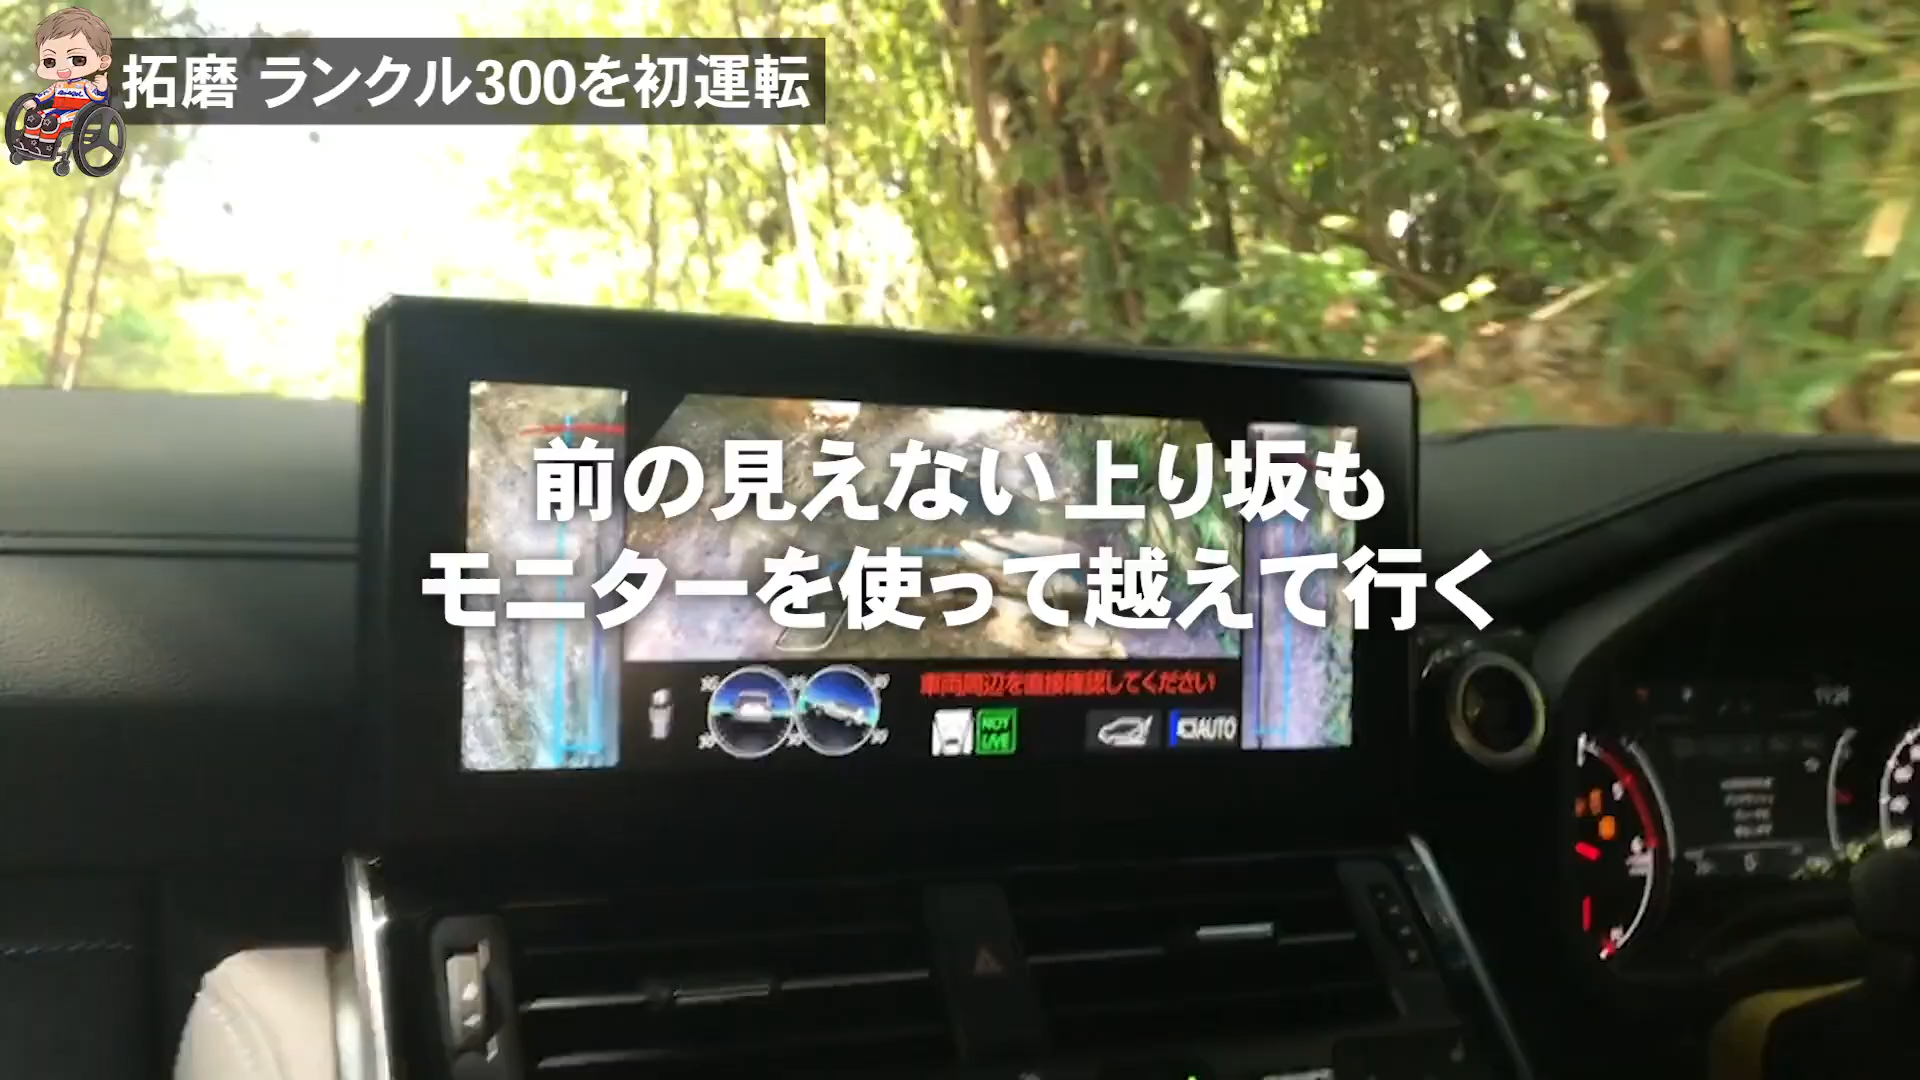 拓磨 ランクル300を初運転
前の見えない 上り坂も
モニターを使って越えて行く
車両周辺を直接確認してください
NOT
LIVE
AUTO